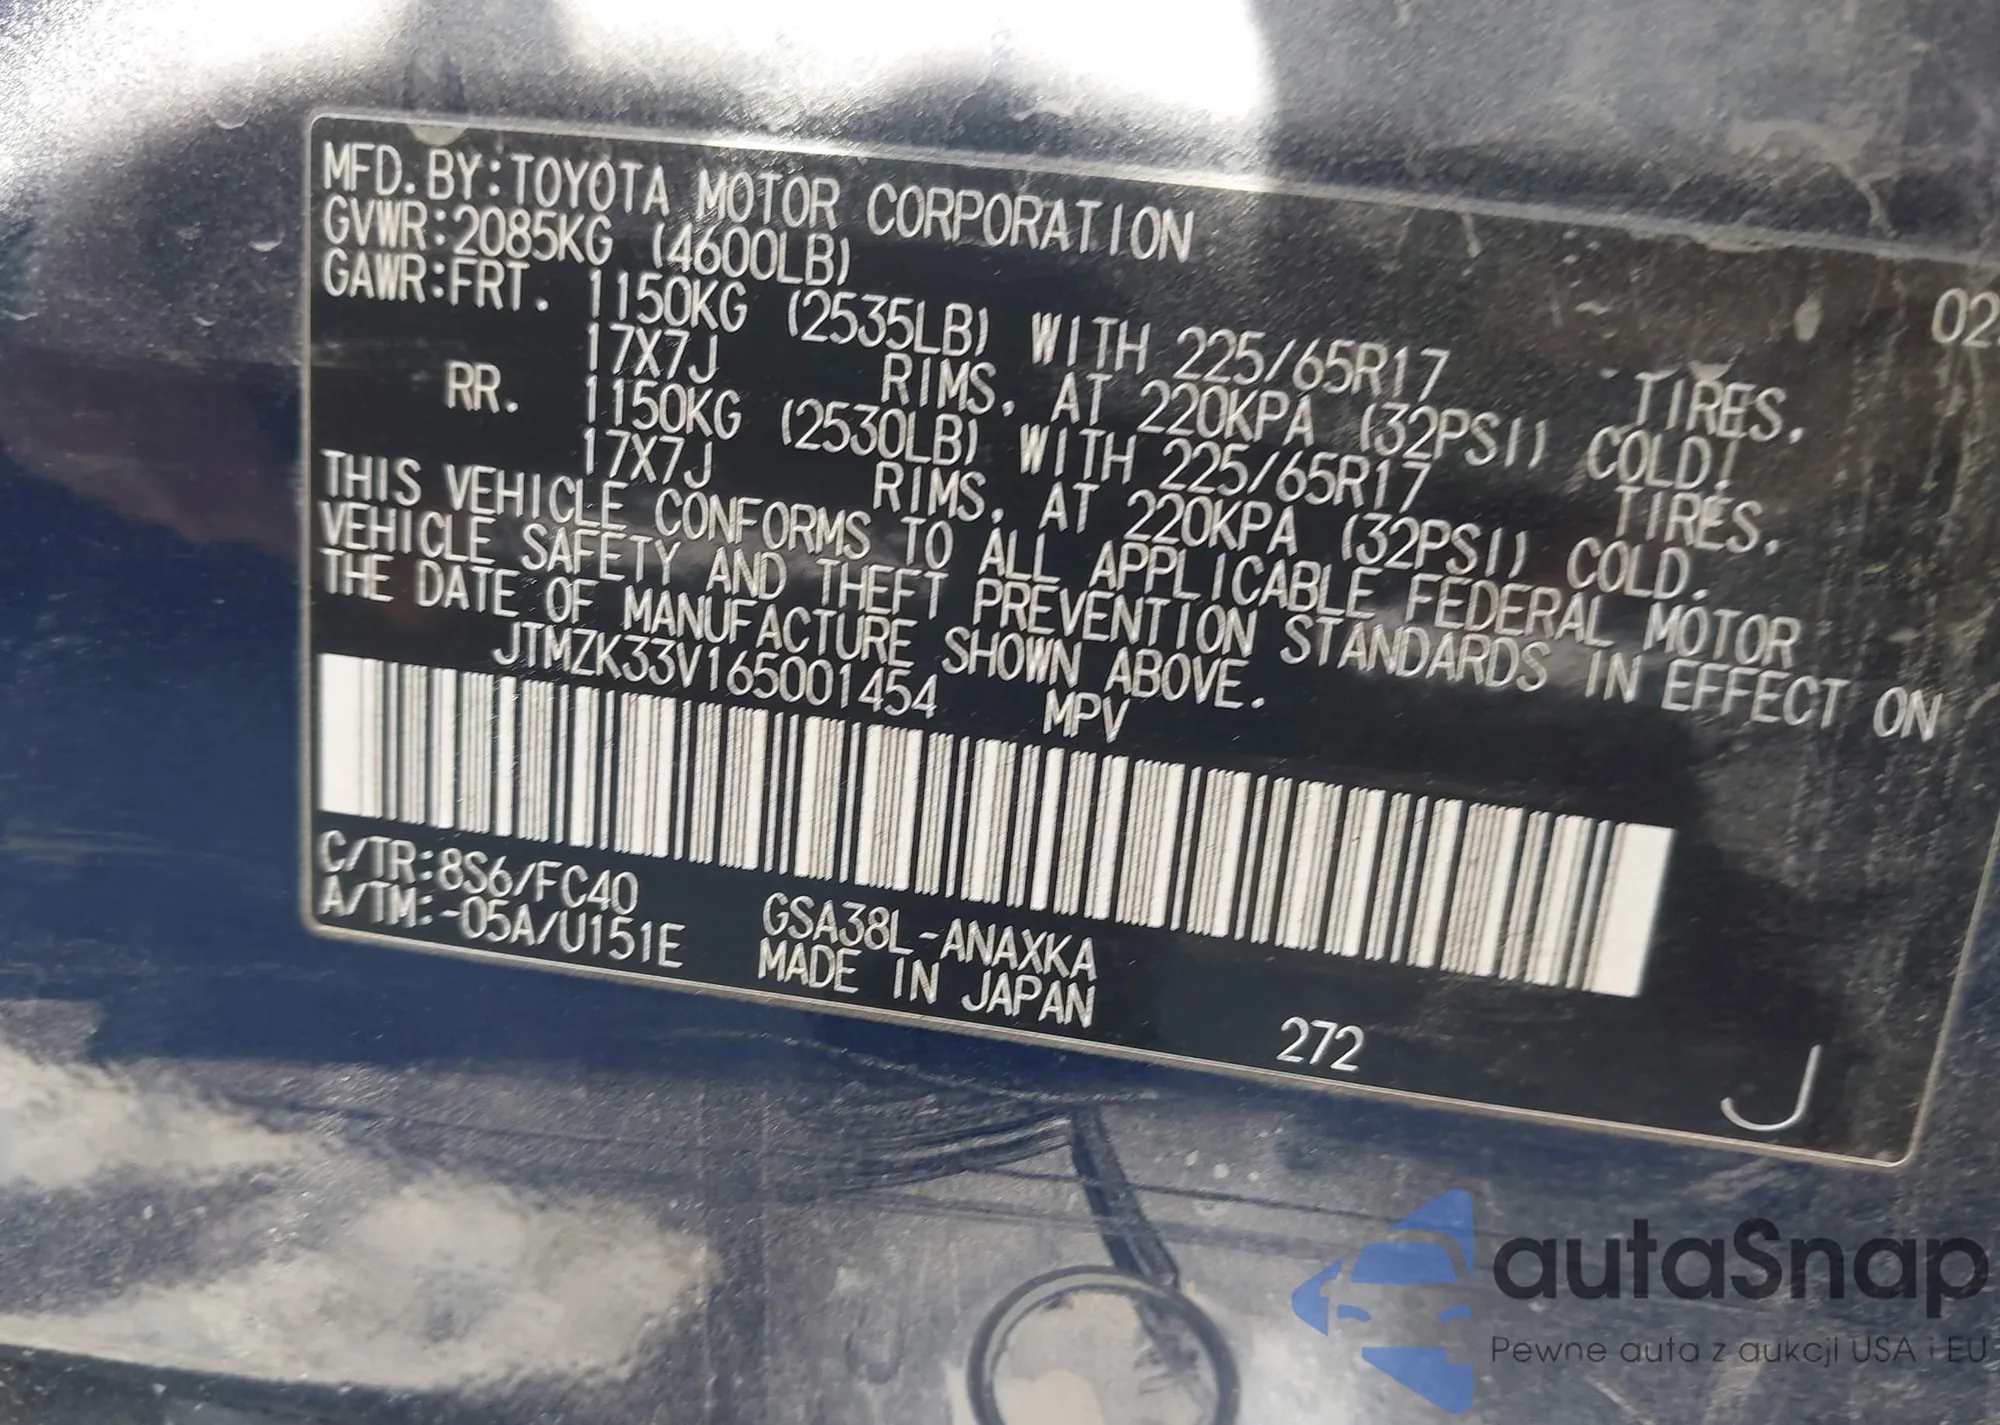 MFD. BY:TOYOTA MOTOR CORPORATION
02
GVWR:2085KG (4600LB)
GAWR:FRT. 1150KG (2535LB) WITH 225/65R17 TIRES,
17X7J RIMS, AT 220KPA (32PSI) COLD.
RR. 1150KG (2530LB) WITH 225/65R17 TIRES,
17X7J RIMS, AT 220KPA (32PSI) COLD.
THIS VEHICLE CONFORMS TO ALL APPLICABLE FEDERAL MOTOR
VEHICLE SAFETY AND THEFT PREVENTION STANDARDS IN EFFECT ON
THE DATE OF MANUFACTURE SHOWN ABOVE.
JTMZK33V165001454 MPV
C/TR:8S6/FC40 GSA38L-ANAXKA
A/TM:-05A/U151E MADE IN JAPAN
272
J
autaSnap
Pewne auta z aukcji USA i EU